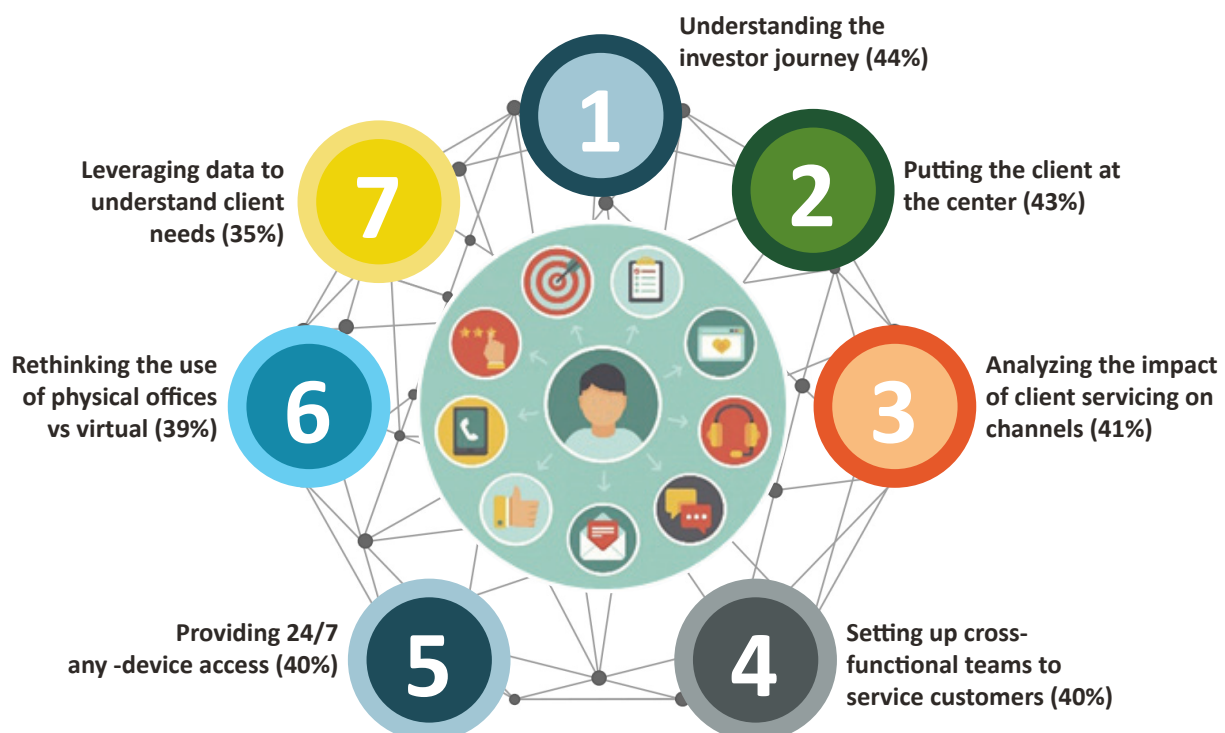 1
Understanding the
investor journey (44%)
2
Putting the client at
the center (43%)
3
Analyzing the impact
of client servicing on
channels (41%)
4
Setting up cross-
functional teams to
service customers (40%)
5
Providing 24/7
any -device access (40%)
6
Rethinking the use
of physical offices
vs virtual (39%)
7
Leveraging data to
understand client
needs (35%)